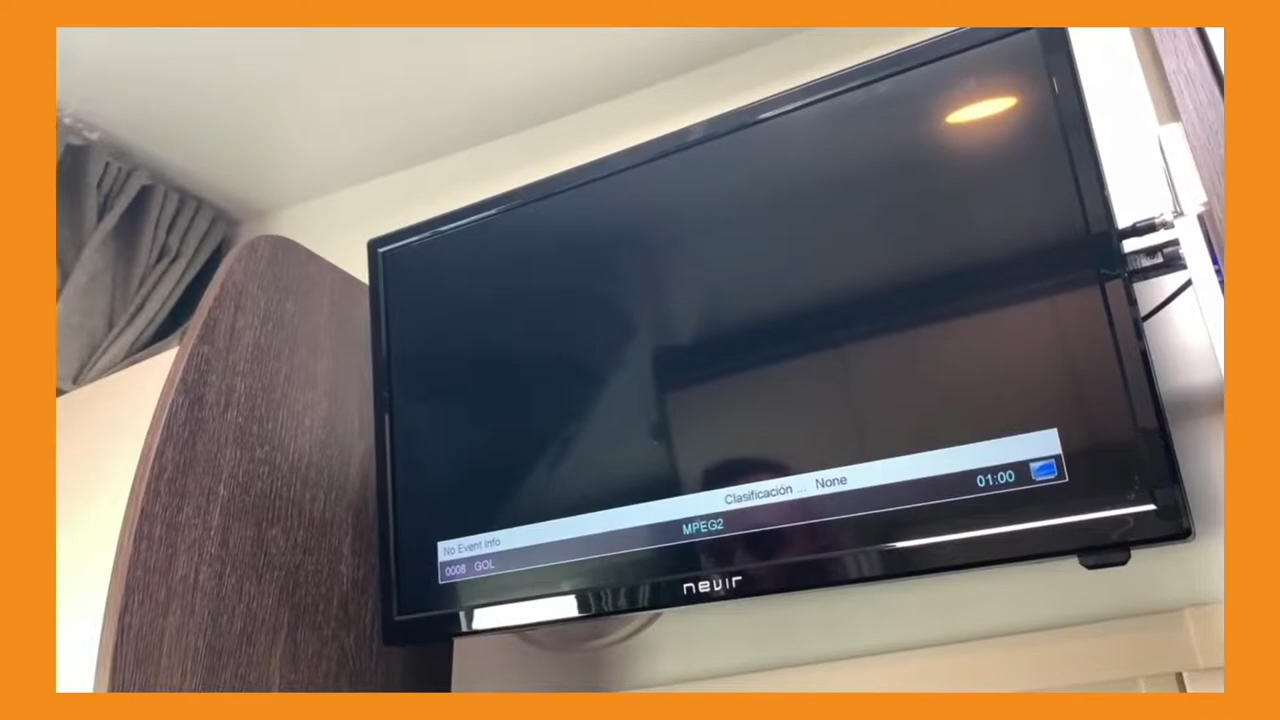 Clasificación ... None
No Event Info
01:00
MPEG2
0008 GOL
nevir